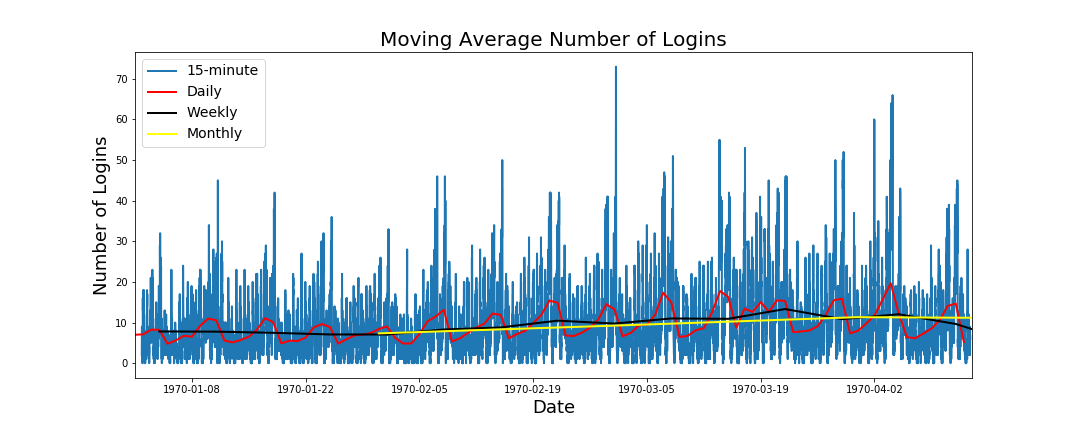 Moving Average Number of Logins
15-minute
Daily
Weekly
Monthly
Number of Logins
70
60
50
40
30
20
10
0
1970-01-08
1970-01-22
1970-02-05
1970-02-19
1970-03-05
1970-03-19
1970-04-02
Date